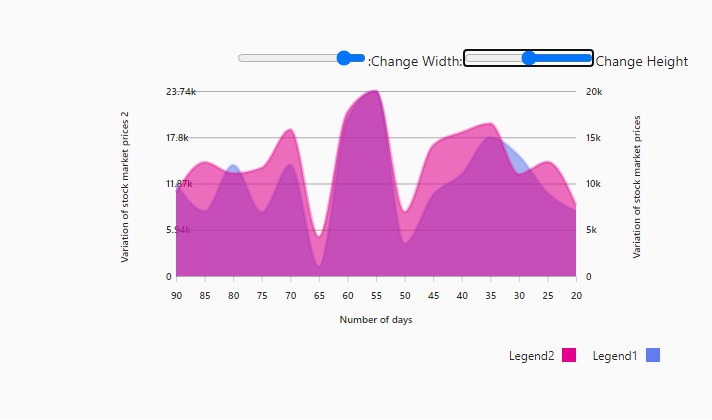 :Change Width:
Change Height
Variation of stock market prices 2
23.74k
17.8k
11.87k
5.94k
0
20k
15k
10k
5k
0
Variation of stock market prices
90 85 80 75 70 65 60 55 50 45 40 35 30 25 20
Number of days
Legend2 Legend1